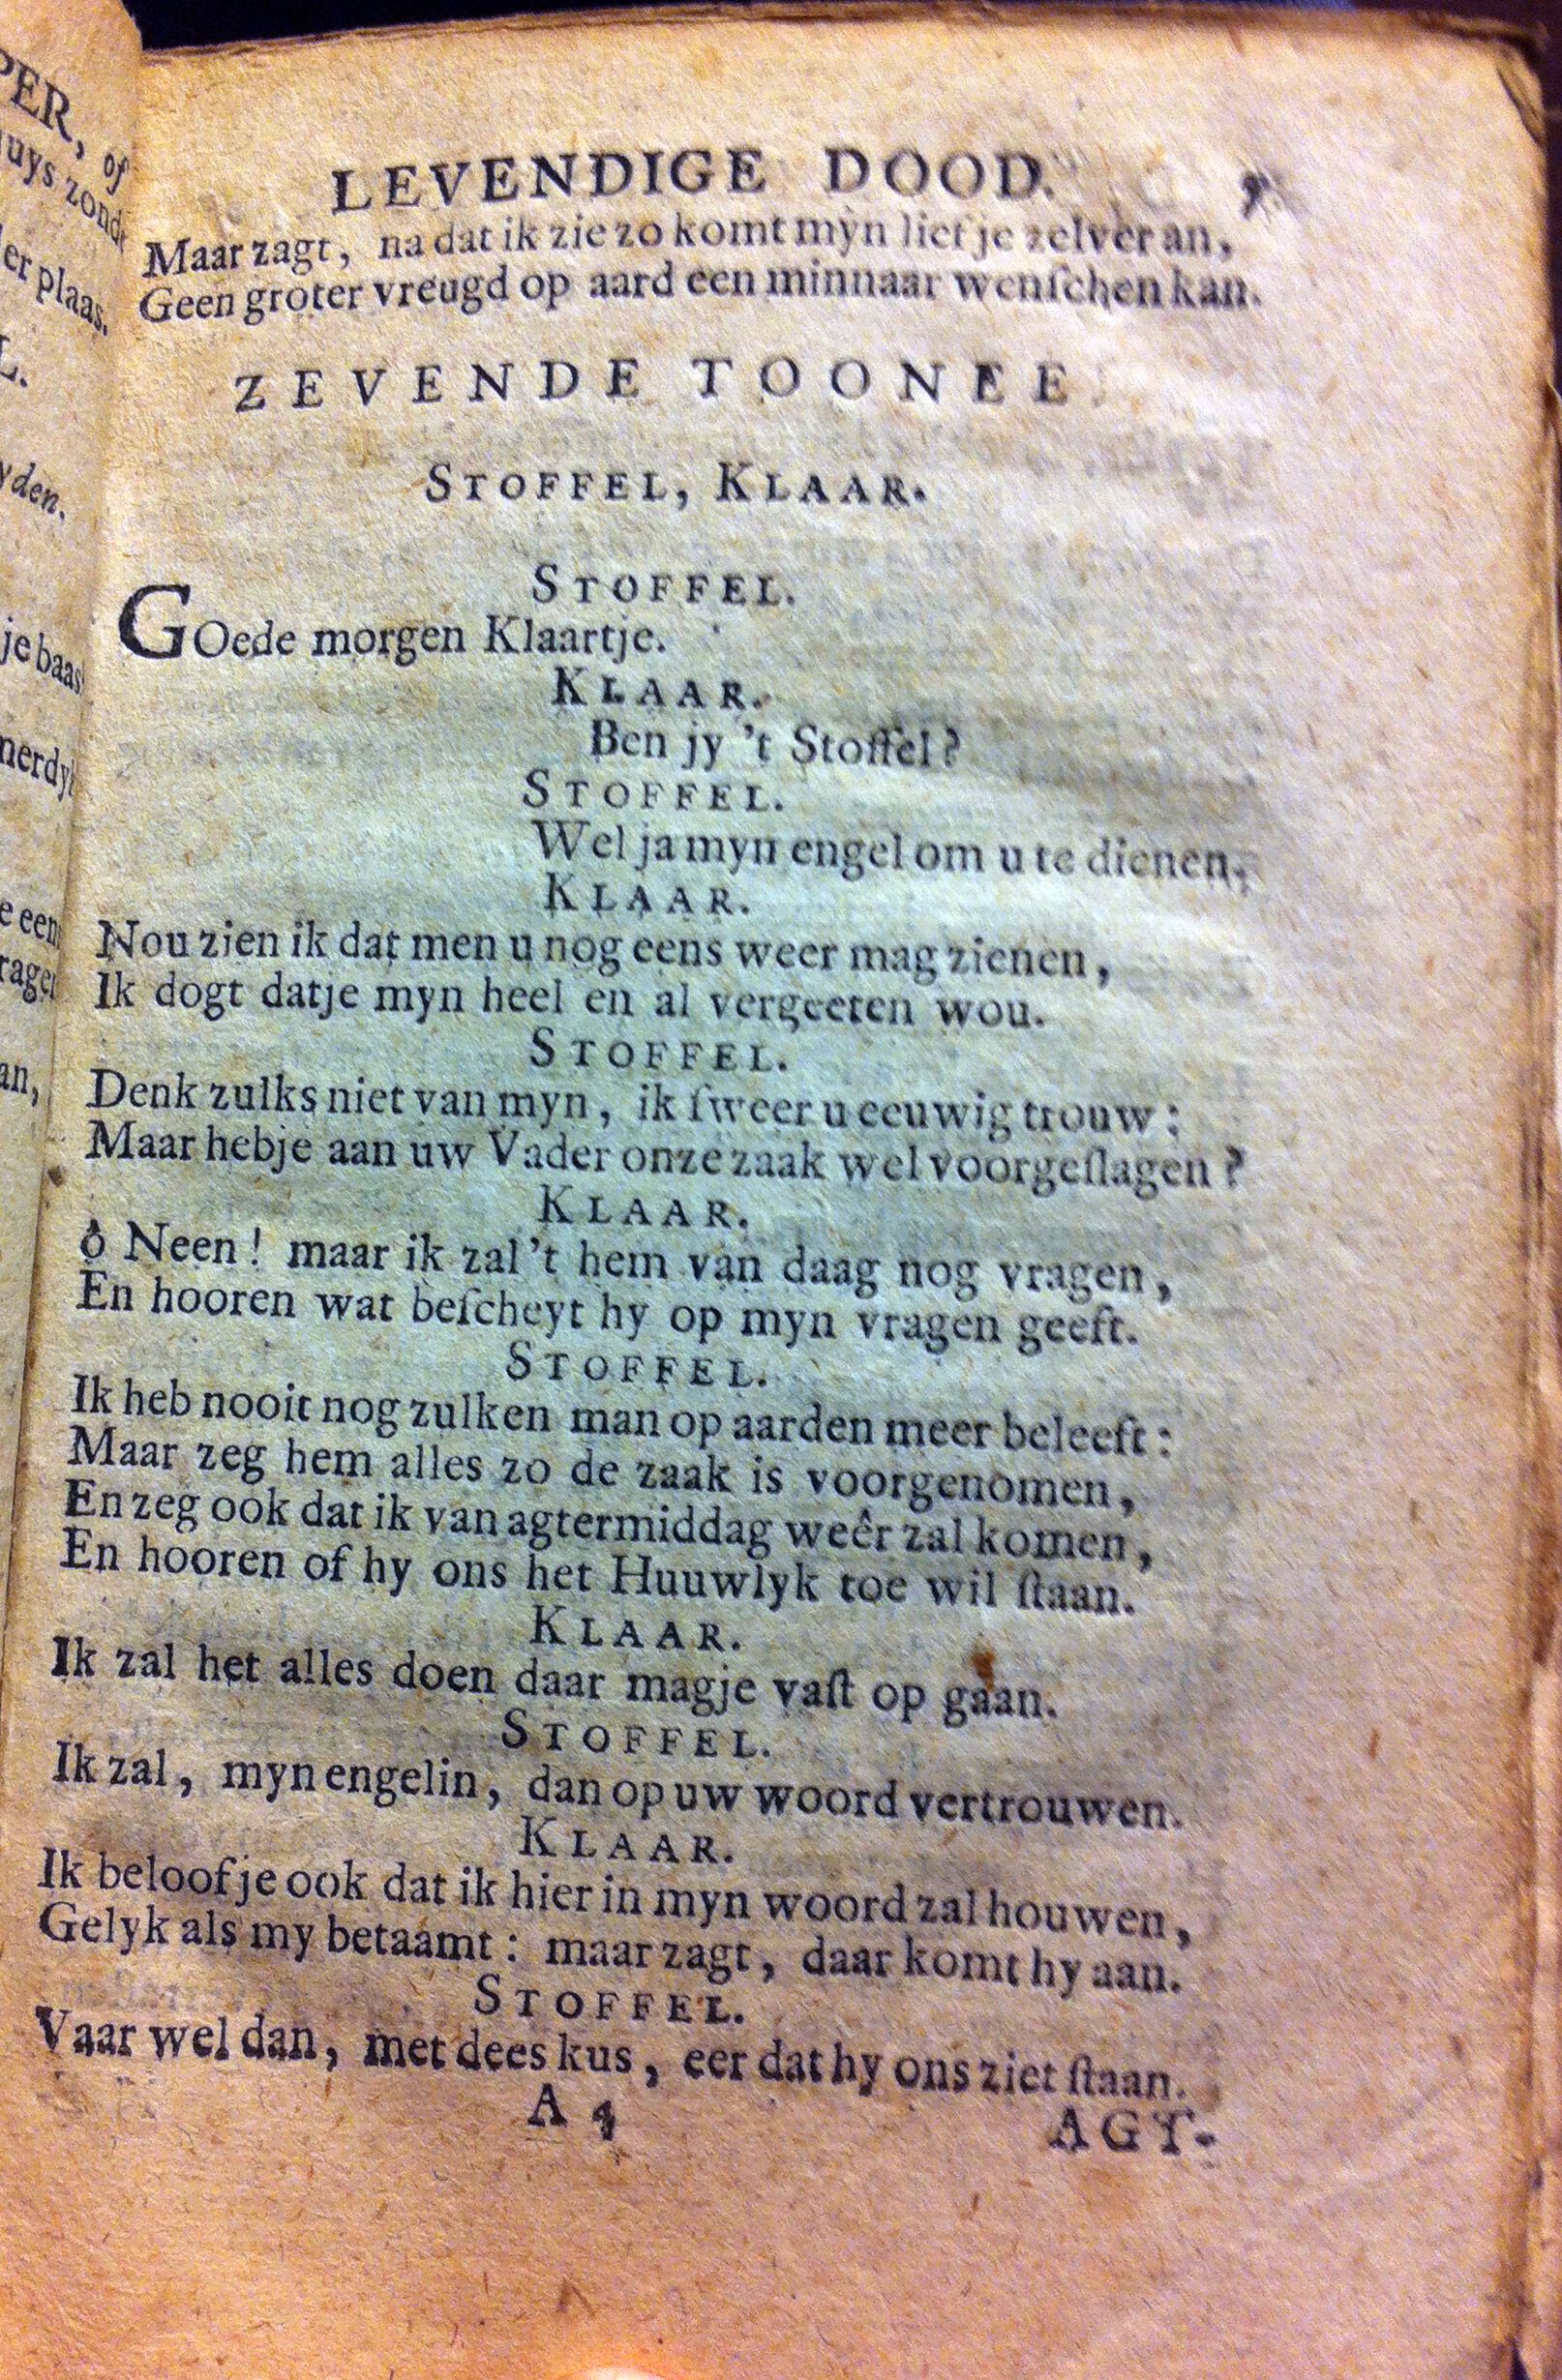 LEVENDIGE DOOD.
Maar zagt, na dat ik zie zo komt myn liefje zelver an,
Geen groter vreugd op aard een minnaar wenſchen kan.
ZEVENDE TOONEE
STOFFEL, KLAAR.
STOFFEL.
GOede morgen Klaartje.
KLAAR.
Ben jy 't Stoffel?
STOFFEL.
Wel ja myn engel om u te dienen.
KLAAR.
Nou zien ik dat men u nog eens weer mag zienen,
Ik dogt datje myn heel en al vergeeten wou.
STOFFEL.
Denk zulks niet van myn, ik ſweer u eeuwig trouw:
Maar hebje aan uw Vader onze zaak wel voorgeſlagen?
KLAAR.
ô Neen! maar ik zal 't hem van daag nog vragen,
En hooren wat beſcheyt hy op myn vragen geeft.
STOFFEL.
Ik heb nooit nog zulken man op aarden meer beleeft:
Maar zeg hem alles zo de zaak is voorgenomen,
En zeg ook dat ik van agtermiddag weêr zal komen,
En hooren of hy ons het Huuwlyk toe wil ſtaan.
KLAAR.
Ik zal het alles doen daar magje vaſt op gaan.
STOFFEL.
Ik zal, myn engelin, dan op uw woord vertrouwen.
KLAAR.
Ik beloof je ook dat ik hier in myn woord zal houwen,
Gelyk als my betaamt: maar zagt, daar komt hy aan.
STOFFEL.
Vaar wel dan, met dees kus, eer dat hy ons ziet ſtaan.
A 4
AGT-